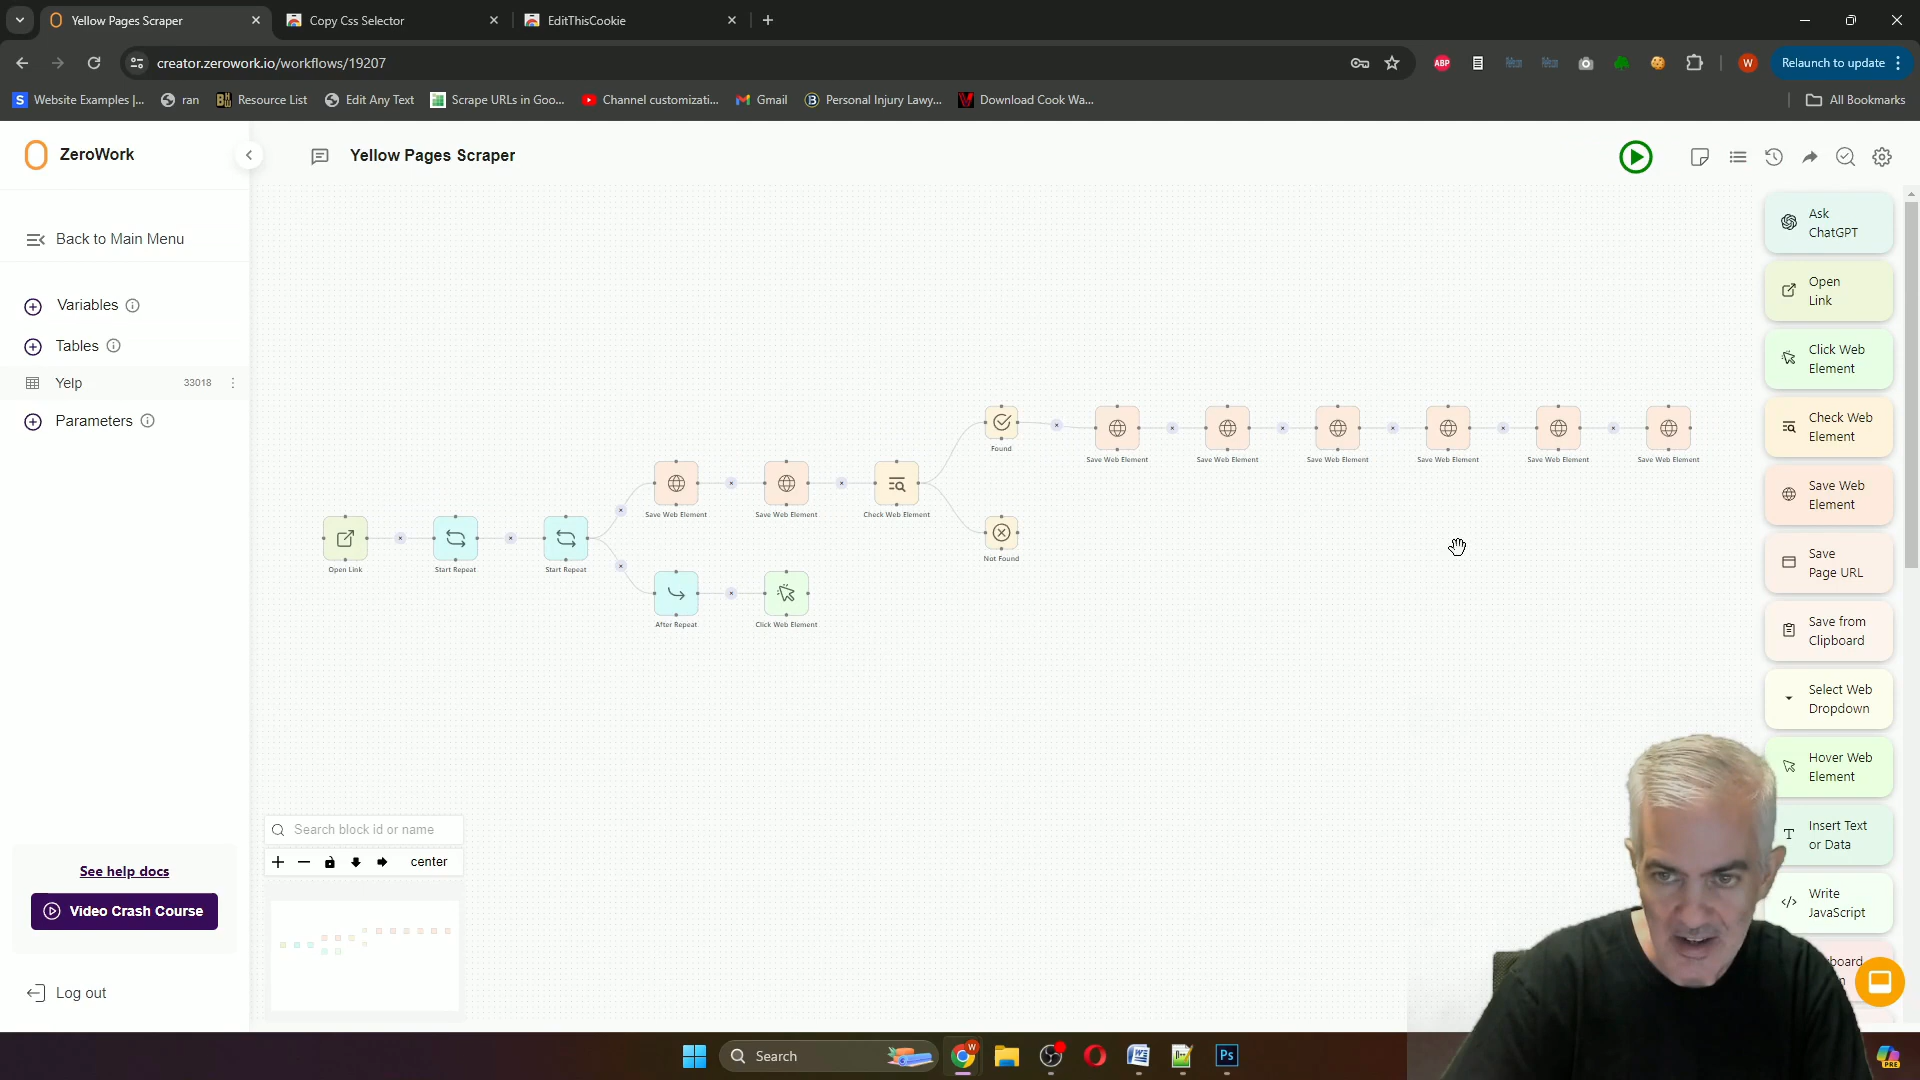 Yellow Pages Scraper
Copy Css Selector
EditThisCookie
creator.zerowork.io/workflows/19207
ABP
W
Relaunch to update
Website Examples |...
ran
Resource List
Edit Any Text
Scrape URLs in Goo...
Channel customizati...
Gmail
Personal Injury Lawy...
Download Cook Wa...
All Bookmarks
ZeroWork
Yellow Pages Scraper
Back to Main Menu
Variables
Tables
Yelp
33018
Parameters
Open Link
Start Repeat
Start Repeat
Save Web Element
Save Web Element
Check Web Element
After Repeat
Click Web Element
Found
Not Found
Save Web Element
Save Web Element
Save Web Element
Save Web Element
Save Web Element
Save Web Element
Ask
ChatGPT
Open
Link
Click Web
Element
Check Web
Element
Save Web
Element
Save
Page URL
Save from
Clipboard
Select Web
Dropdown
Hover Web
Element
Insert Text
or Data
Write
JavaScript
Search block id or name
center
See help docs
Video Crash Course
Log out
Search
Ps
PRE